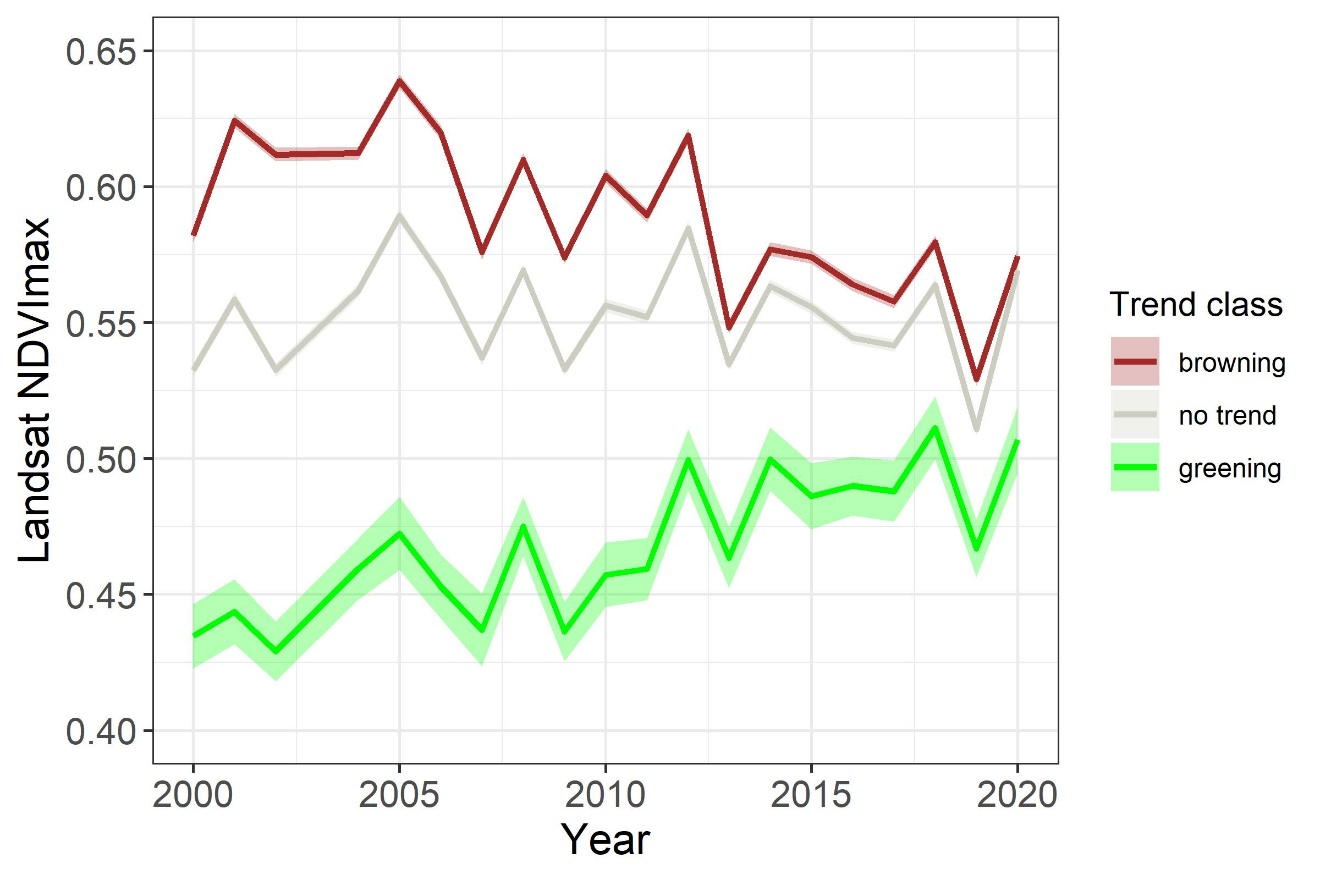 0.65
0.60
0.55
0.50
0.45
0.40
Landsat NDVImax
2000 2005 2010 2015 2020
Year
Trend class
browning
no trend
greening